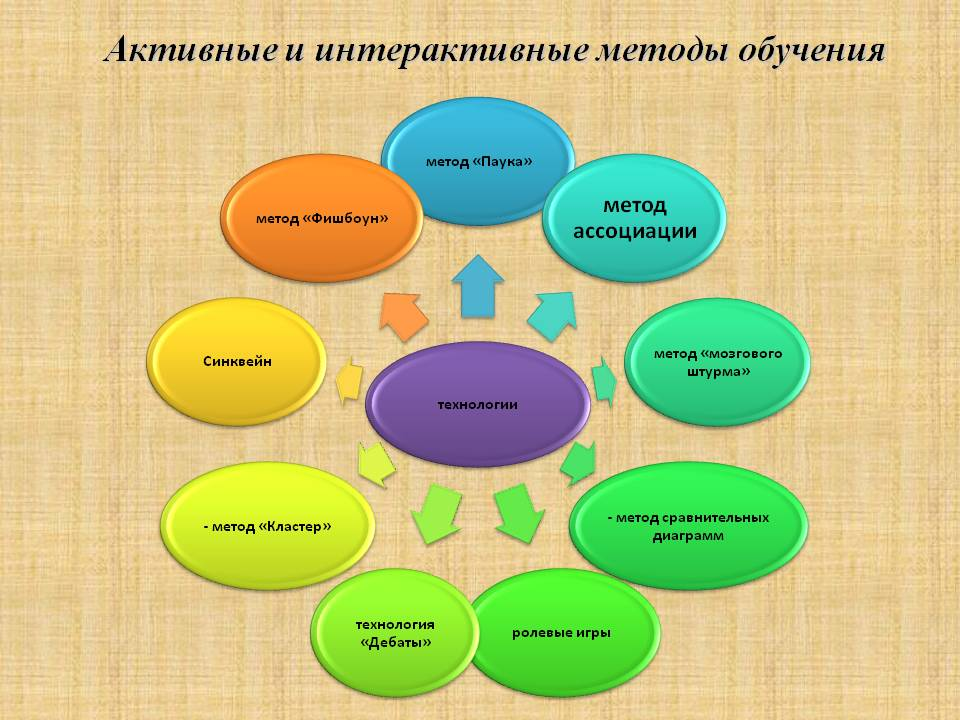 Активные и интерактивные методы обучения
метод «Паука»
метод
ассоциации
метод «мозгового
штурма»
- метод сравнительных
диаграмм
ролевые игры
технология
«Дебаты»
- метод «Кластер»
Синквейн
метод «Фишбоун»
технологии